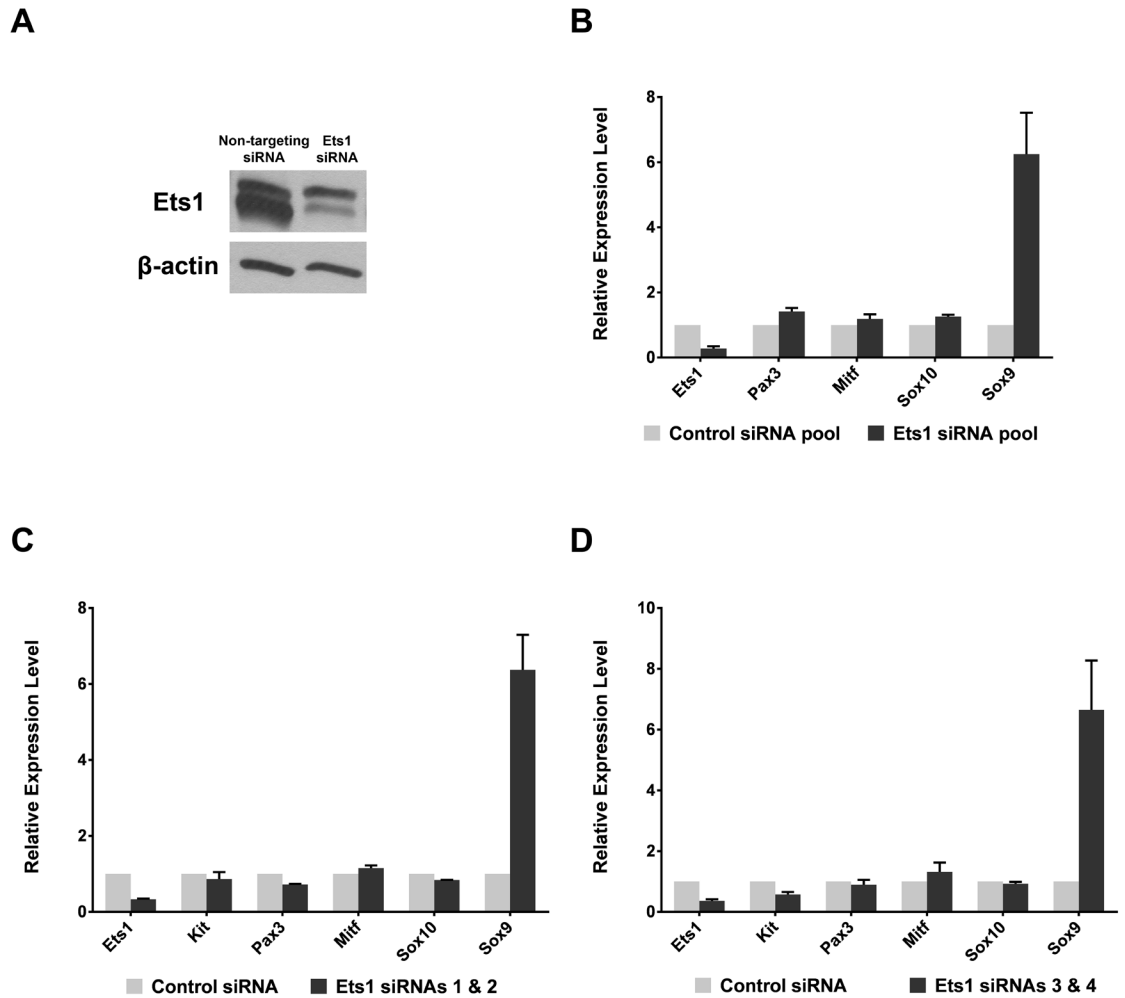 A
Non-targeting siRNA
Ets1 siRNA
Ets1
β-actin
B
Relative Expression Level
8
6
4
2
0
Ets1
Pax3
Mitf
Sox10
Sox9
Control siRNA pool
Ets1 siRNA pool
C
Relative Expression Level
8
6
4
2
0
Ets1
Kit
Pax3
Mitf
Sox10
Sox9
Control siRNA
Ets1 siRNAs 1 & 2
D
Relative Expression Level
10
8
6
4
2
0
Ets1
Kit
Pax3
Mitf
Sox10
Sox9
Control siRNA
Ets1 siRNAs 3 & 4